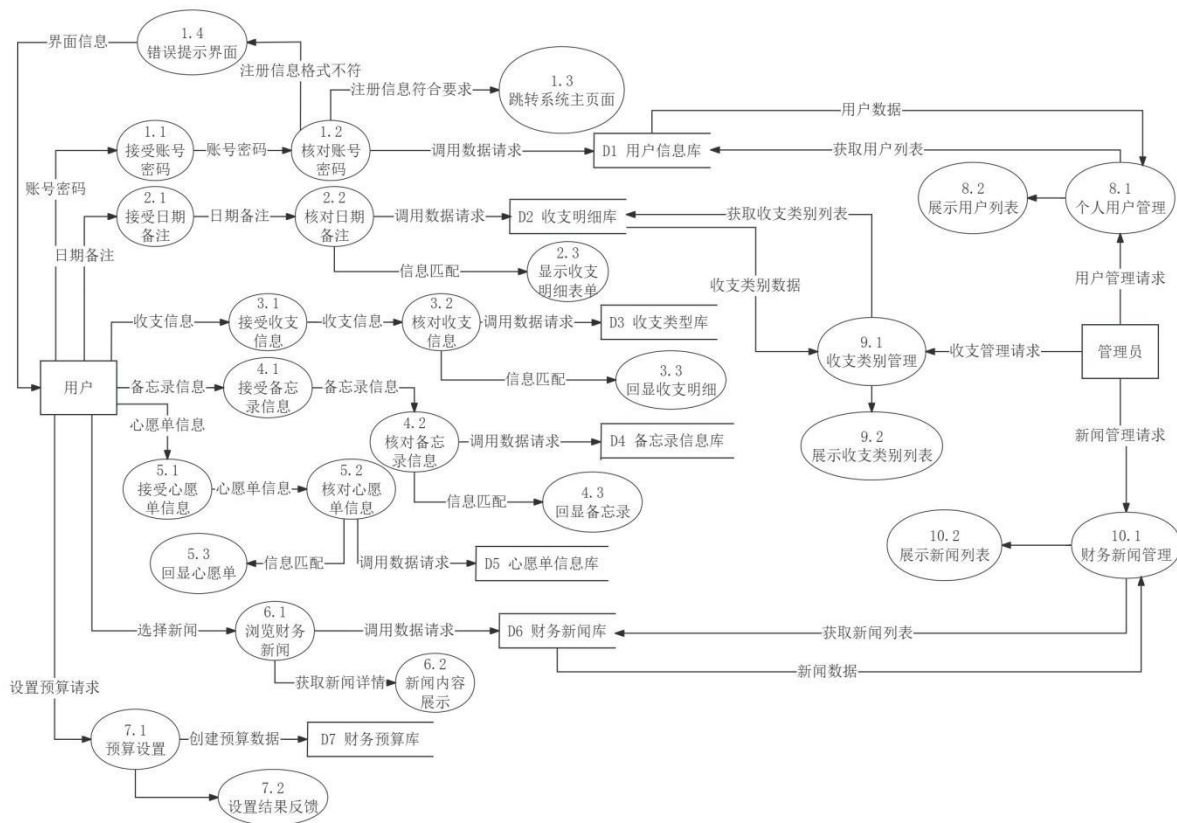 1.4
错误提示界面
界面信息
注册信息格式不符
注册信息符合要求
1.3
跳转系统主页面
用户数据
1.1
接受账号
密码
账号密码
1.2
核对账号
密码
调用数据请求
D1 用户信息库
获取用户列表
账号密码
2.1
接受日期
备注
日期备注
2.2
核对日期
备注
调用数据请求
D2 收支明细库
获取收支类别列表
8.2
展示用户列表
8.1
个人用户管理
日期备注
信息匹配
2.3
显示收支
明细表单
收支类别数据
用户管理请求
收支信息
3.1
接受收支
信息
收支信息
3.2
核对收支
信息
调用数据请求
D3 收支类型库
9.1
收支类别管理
收支管理请求
管理员
用户
备忘录信息
4.1
接受备忘
录信息
备忘录信息
信息匹配
3.3
回显收支明细
心愿单信息
4.2
核对备忘
录信息
调用数据请求
D4 备忘录信息库
9.2
展示收支类别列表
新闻管理请求
5.1
接受心愿
单信息
心愿单信息
5.2
核对心愿
单信息
信息匹配
4.3
回显备忘录
5.3
回显心愿单
信息匹配
调用数据请求
D5 心愿单信息库
10.2
展示新闻列表
10.1
财务新闻管理
选择新闻
6.1
浏览财务
新闻
调用数据请求
D6 财务新闻库
获取新闻列表
新闻数据
设置预算请求
获取新闻详情
6.2
新闻内容
展示
7.1
预算设置
创建预算数据
D7 财务预算库
7.2
设置结果反馈